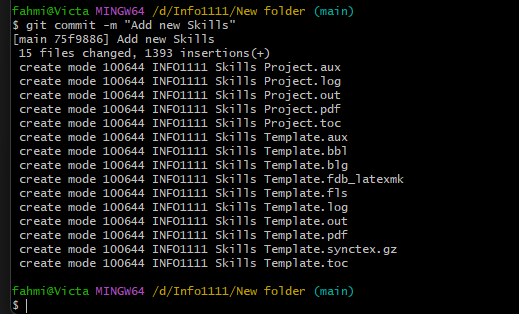 fahmi@Victa MINGW64 /d/Info1111/New folder (main)
$ git commit -m "Add new Skills"
[main 75f9886] Add new Skills
 15 files changed, 1393 insertions(+)
 create mode 100644 INFO1111 Skills Project.aux
 create mode 100644 INFO1111 Skills Project.log
 create mode 100644 INFO1111 Skills Project.out
 create mode 100644 INFO1111 Skills Project.pdf
 create mode 100644 INFO1111 Skills Project.toc
 create mode 100644 INFO1111 Skills Template.aux
 create mode 100644 INFO1111 Skills Template.bbl
 create mode 100644 INFO1111 Skills Template.blg
 create mode 100644 INFO1111 Skills Template.fdb_latexmk
 create mode 100644 INFO1111 Skills Template.fls
 create mode 100644 INFO1111 Skills Template.log
 create mode 100644 INFO1111 Skills Template.out
 create mode 100644 INFO1111 Skills Template.pdf
 create mode 100644 INFO1111 Skills Template.synctex.gz
 create mode 100644 INFO1111 Skills Template.toc
fahmi@Victa MINGW64 /d/Info1111/New folder (main)
$